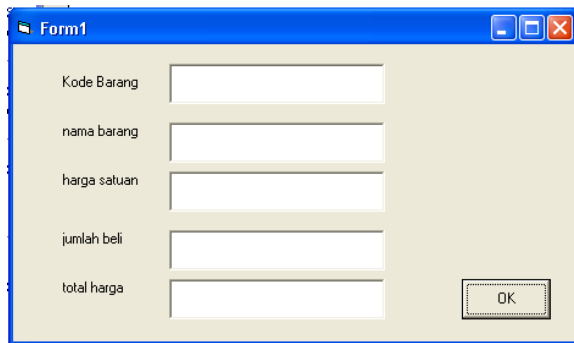 Form1
Kode Barang
nama barang
harga satuan
jumlah beli
total harga
OK